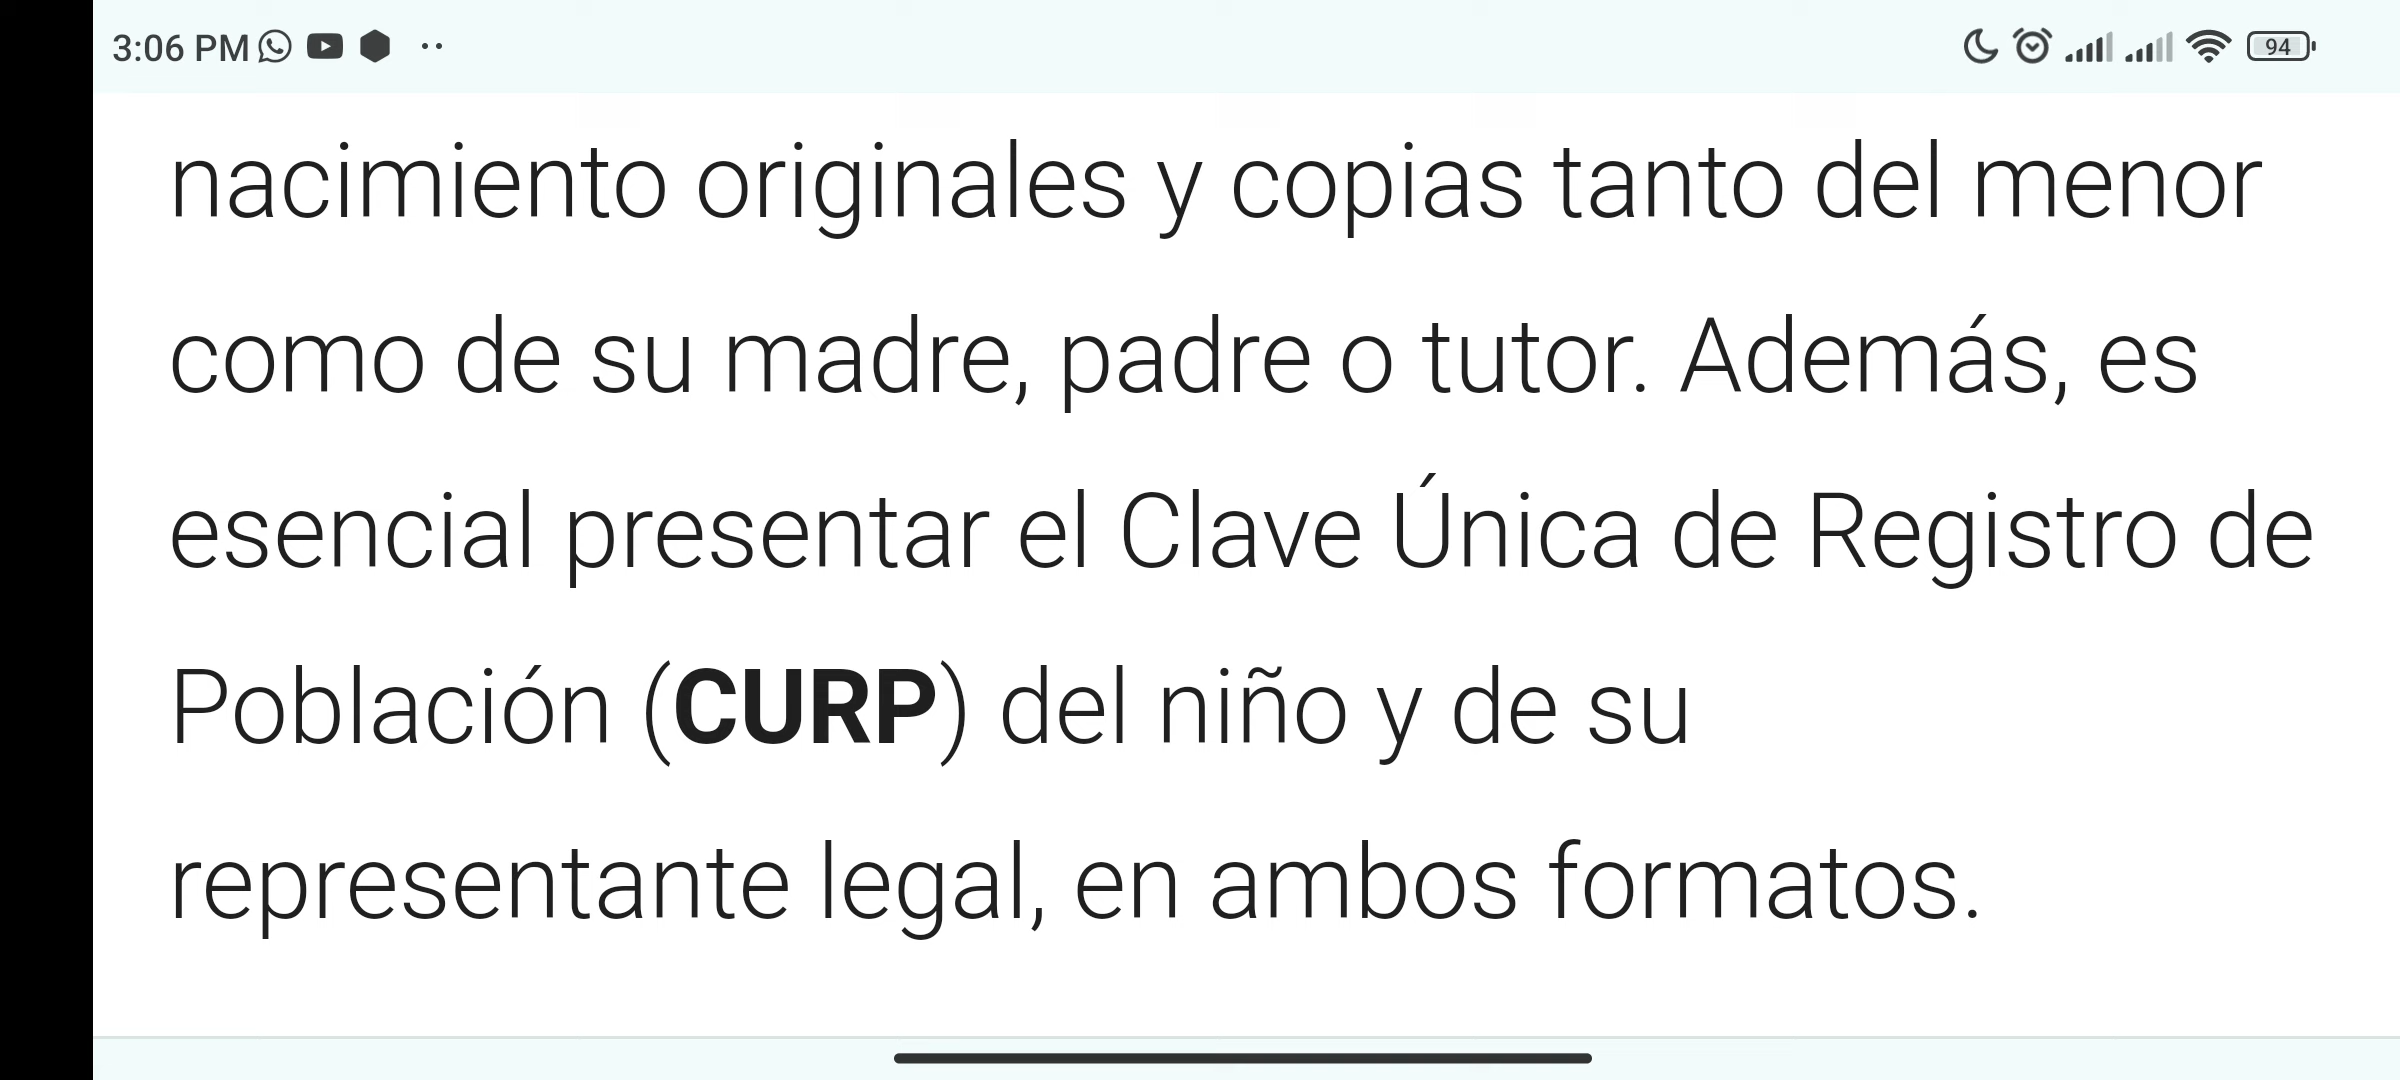 3:06 PM
94
nacimiento originales y copias tanto del menor
como de su madre, padre o tutor. Además, es
esencial presentar el Clave Única de Registro de
Población (CURP) del niño y de su
representante legal, en ambos formatos.